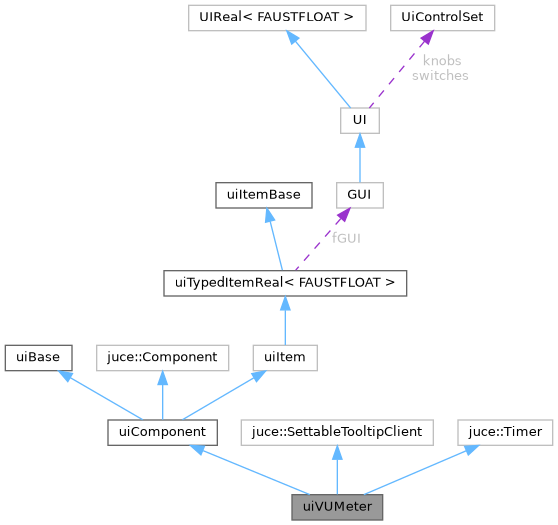 UIReal< FAUSTFLOAT >
UiControlSet
knobs
switches
UI
uiItemBase
GUI
fGUI
uiTypedItemReal< FAUSTFLOAT >
uiBase
juce::Component
uiItem
uiComponent
juce::SettableTooltipClient
juce::Timer
uiVUMeter